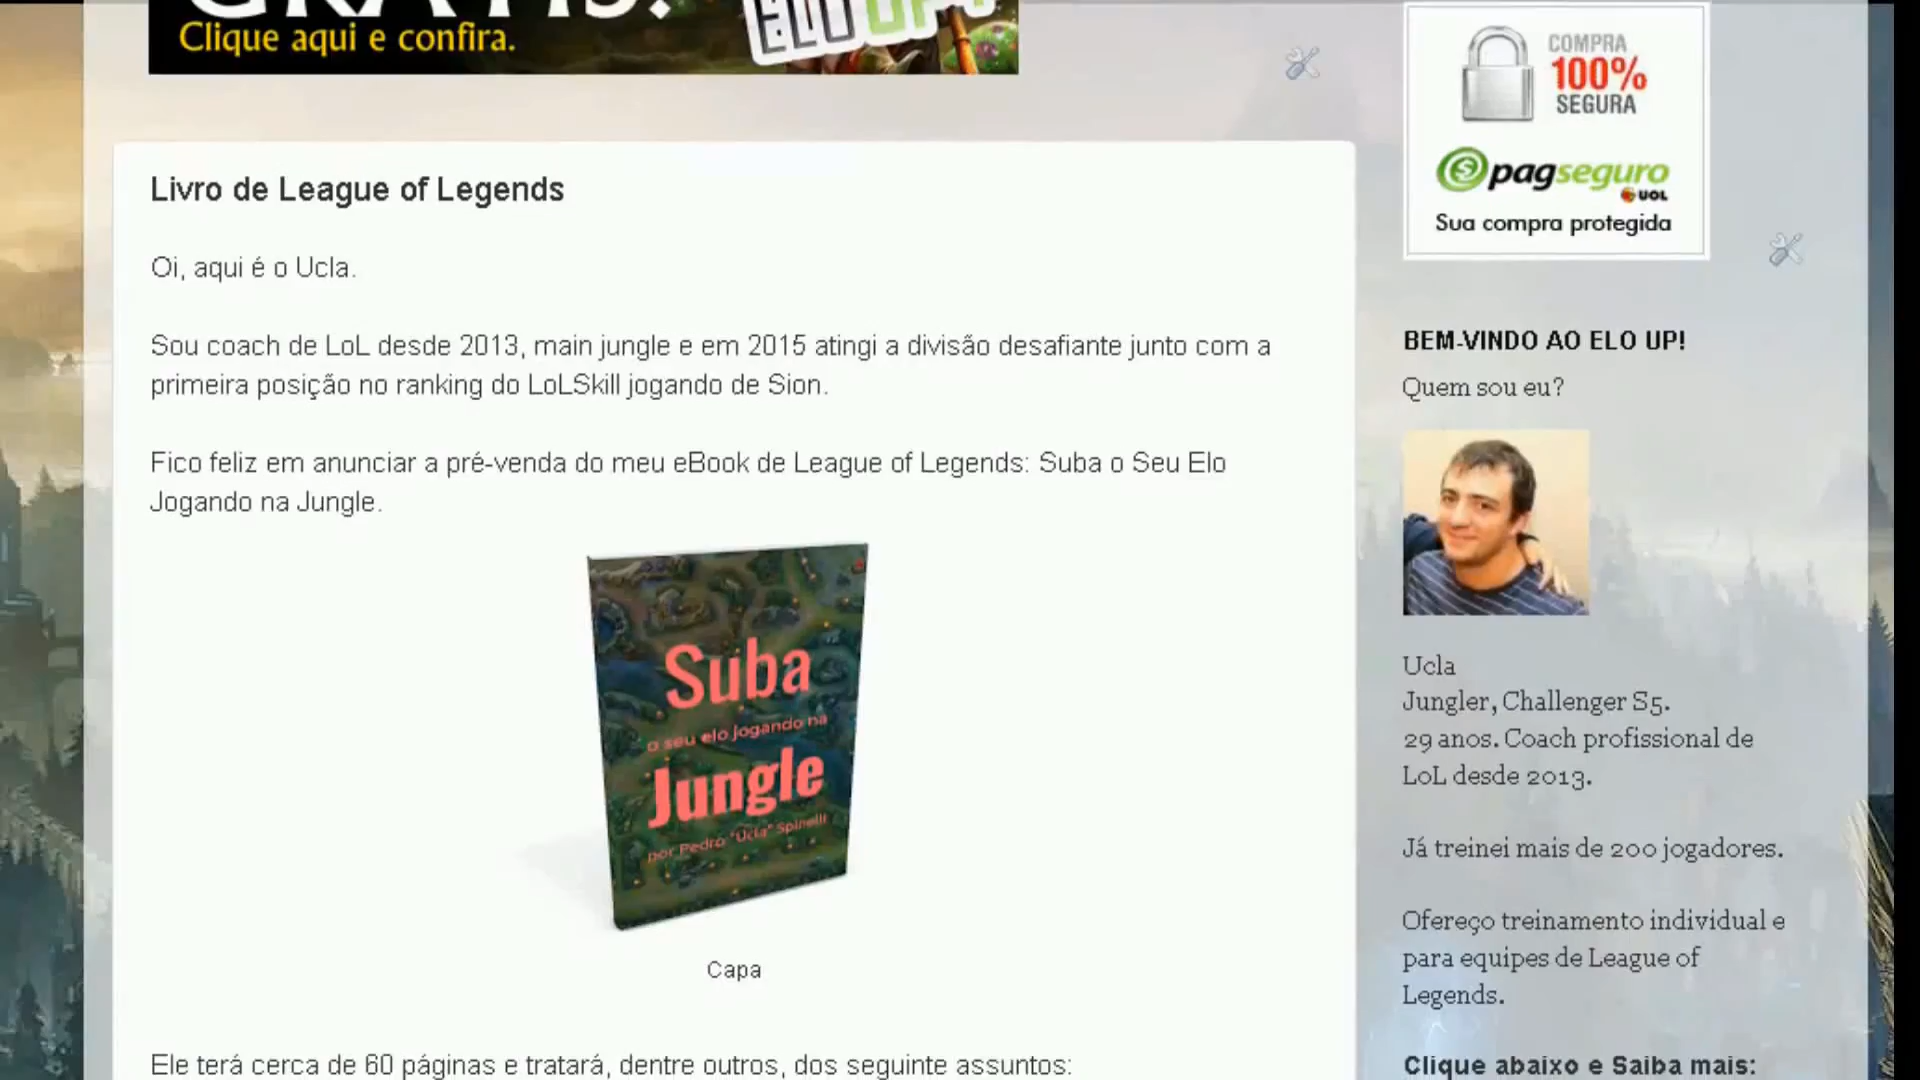 GRÁTIS!
Clique aqui e confira.
ELO UP!
COMPRA
100%
SEGURA
pagseguro
UOL
Sua compra protegida
Livro de League of Legends
Oi, aqui é o Ucla.
Sou coach de LoL desde 2013, main jungle e em 2015 atingi a divisão desafiante junto com a
primeira posição no ranking do LoLSkill jogando de Sion.
Fico feliz em anunciar a pré-venda do meu eBook de League of Legends: Suba o Seu Elo
Jogando na Jungle.
Suba
o seu elo jogando na
Jungle
por Pedro "Ucla" Spinelli
Capa
Ele terá cerca de 60 páginas e tratará, dentre outros, dos seguinte assuntos:
BEM-VINDO AO ELO UP!
Quem sou eu?
Ucla
Jungler, Challenger S5.
29 anos. Coach profissional de
LoL desde 2013.
Já treinei mais de 200 jogadores.
Ofereço treinamento individual e
para equipes de League of
Legends.
Clique abaixo e Saiba mais: